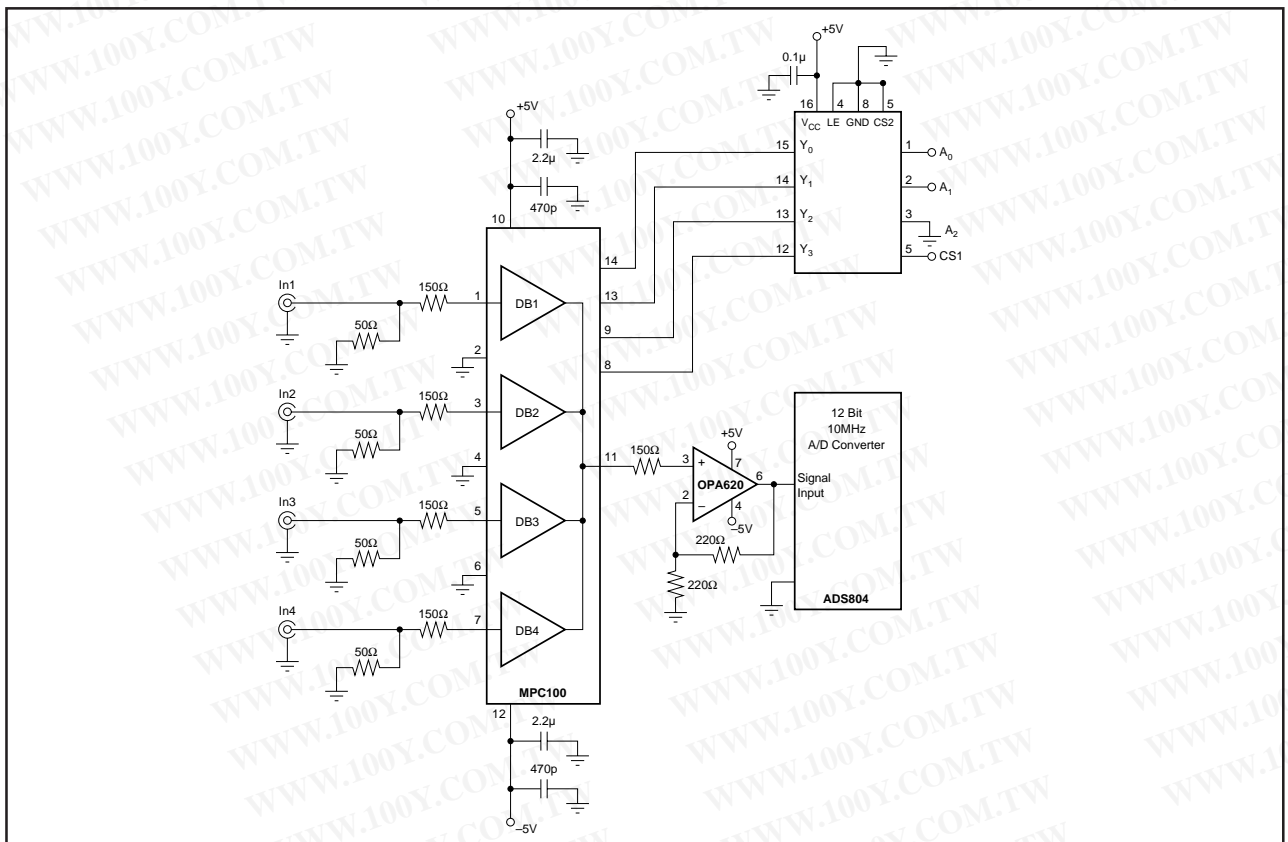 +5V
0.1µ
16 4 8 5
VCC LE GND CS2
15 Y0
14 Y1
13 Y2
12 Y3
1 A0
2 A1
3 A2
5 CS1
+5V
2.2µ
470p
10
14
13
9
8
In1
150Ω
50Ω
1
DB1
2
In2
150Ω
50Ω
3
DB2
4
In3
150Ω
50Ω
5
DB3
6
In4
150Ω
50Ω
7
DB4
MPC100
12
2.2µ
470p
–5V
11
150Ω
3
+
+5V
7
OPA620
6
2
–
4
–5V
220Ω
220Ω
12 Bit
10MHz
A/D Converter
Signal
Input
ADS804
WWW.100Y.COM.TW